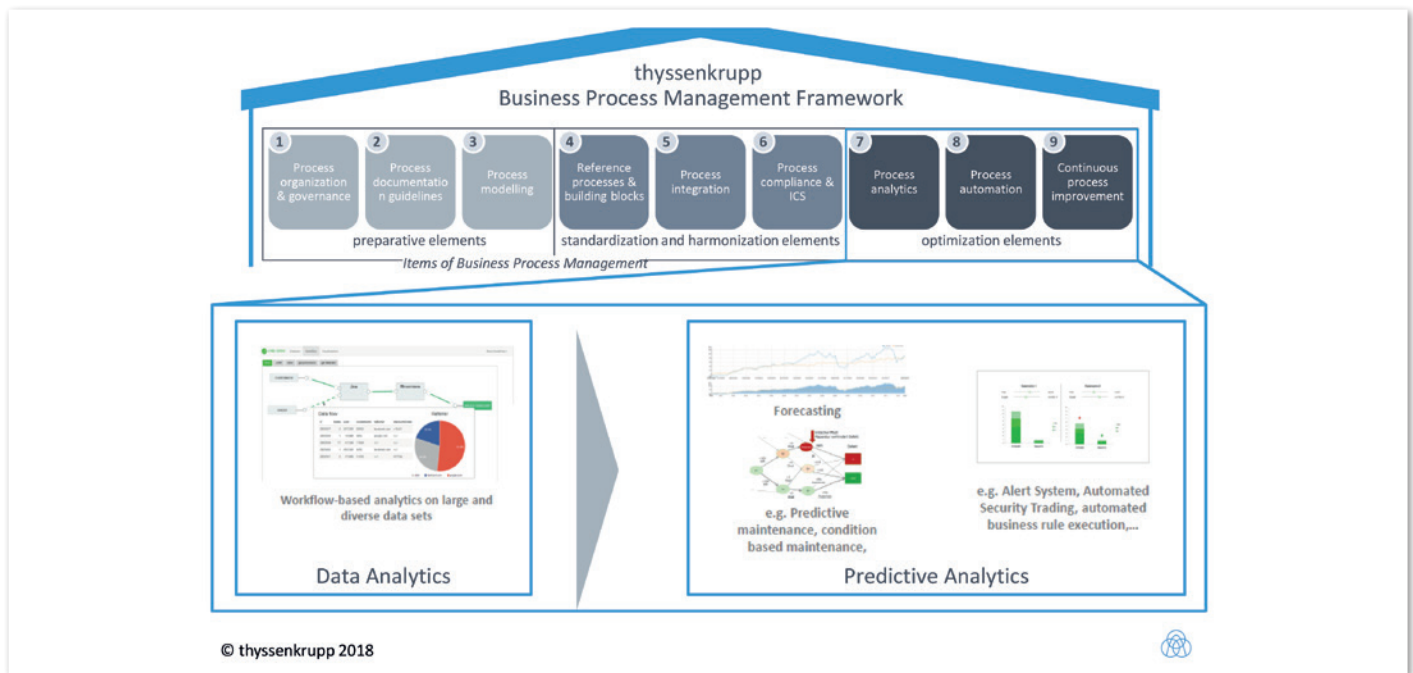 thyssenkrupp
Business Process Management Framework
1
Process
organization
& governance
2
Process
documentatio
n guidelines
3
Process
modelling
4
Reference
processes &
building blocks
5
Process
integration
6
Process
compliance &
ICS
7
Process
analytics
8
Process
automation
9
Continuous
process
improvement
preparative elements
standardization and harmonization elements
optimization elements
Items of Business Process Management
Workflow-based analytics on large and
diverse data sets
Data Analytics
Forecasting
e.g. Predictive
maintenance, condition
based maintenance,
e.g. Alert System, Automated
Security Trading, automated
business rule execution,...
Predictive Analytics
© thyssenkrupp 2018